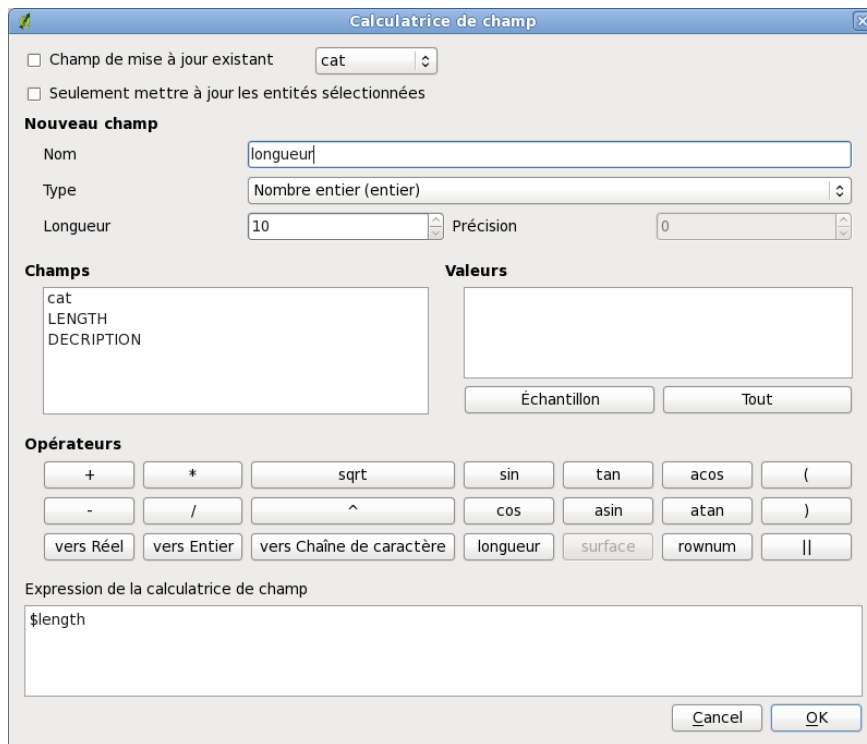 Calculatrice de champ
Champ de mise à jour existant cat
Seulement mettre à jour les entités sélectionnées
Nouveau champ
Nom longueur
Type Nombre entier (entier)
Longueur 10 Précision 0
Champs Valeurs
cat
LENGTH
DECRIPTION
Échantillon Tout
Opérateurs
+ * sqrt sin tan acos (
- / ^ cos asin atan )
vers Réel vers Entier vers Chaîne de caractère longueur surface rownum ||
Expression de la calculatrice de champ
$length
Cancel OK